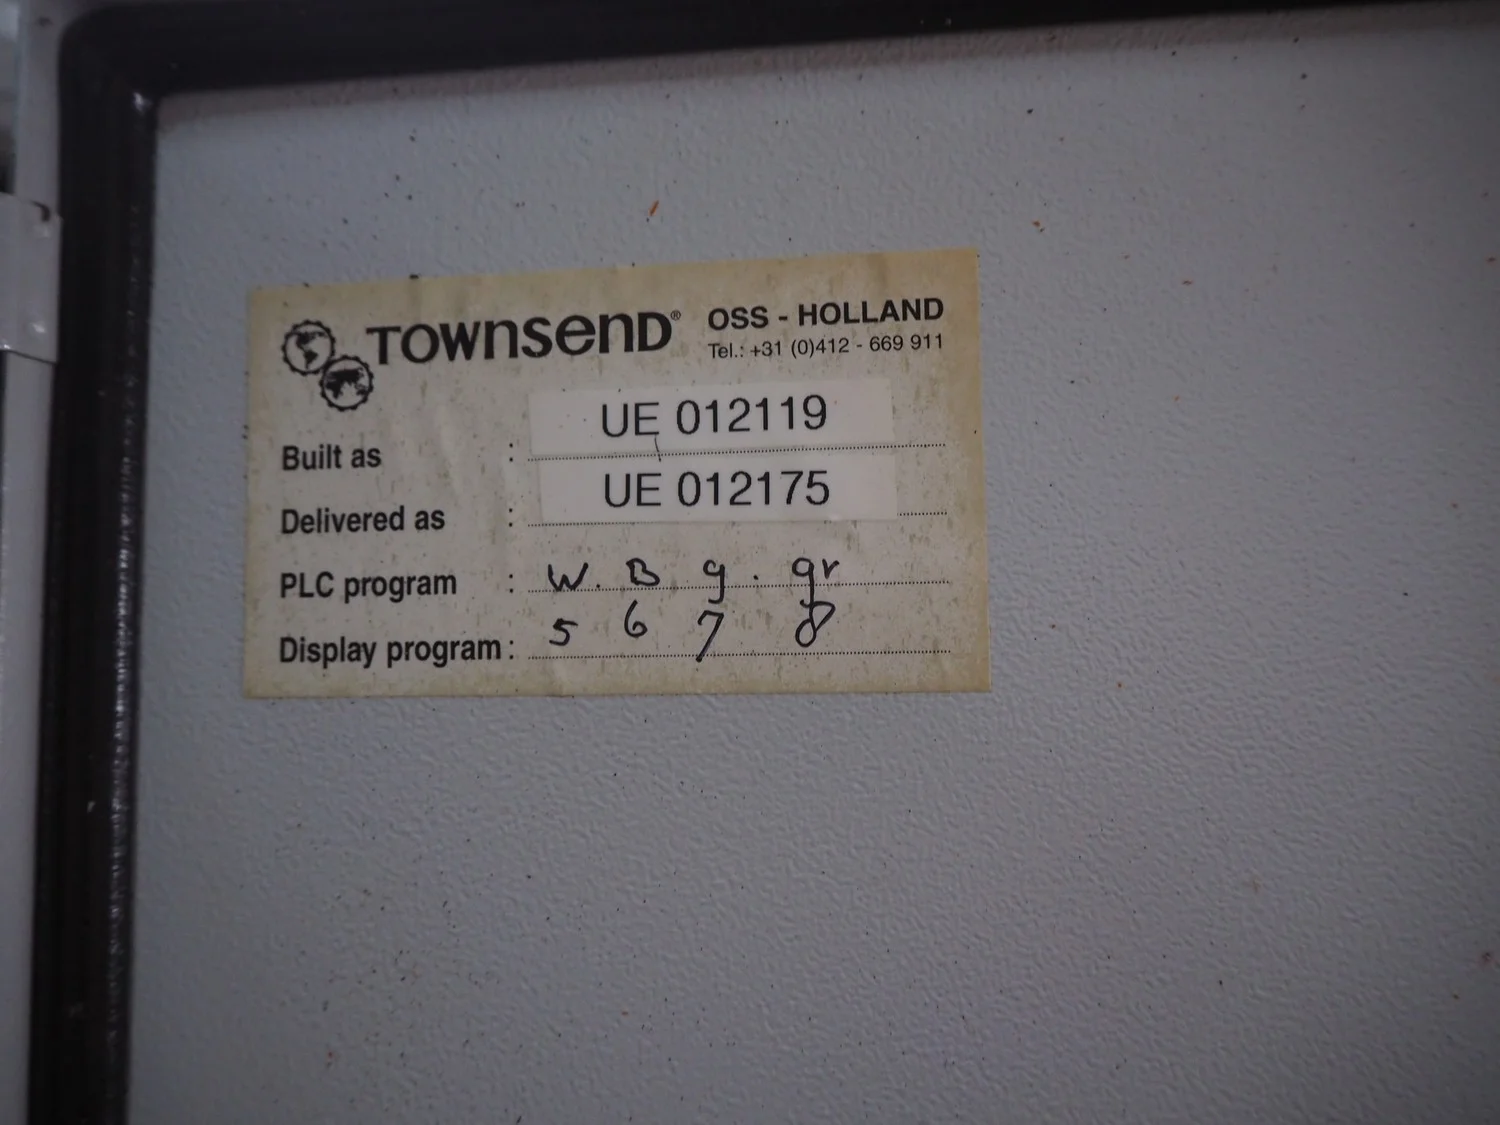 TOWNSEND® OSS - HOLLAND
Tel.: +31 (0)412 - 669 911
Built as : UE 012119
Delivered as : UE 012175
PLC program : W. B g. gr
Display program : 5 6 7 8